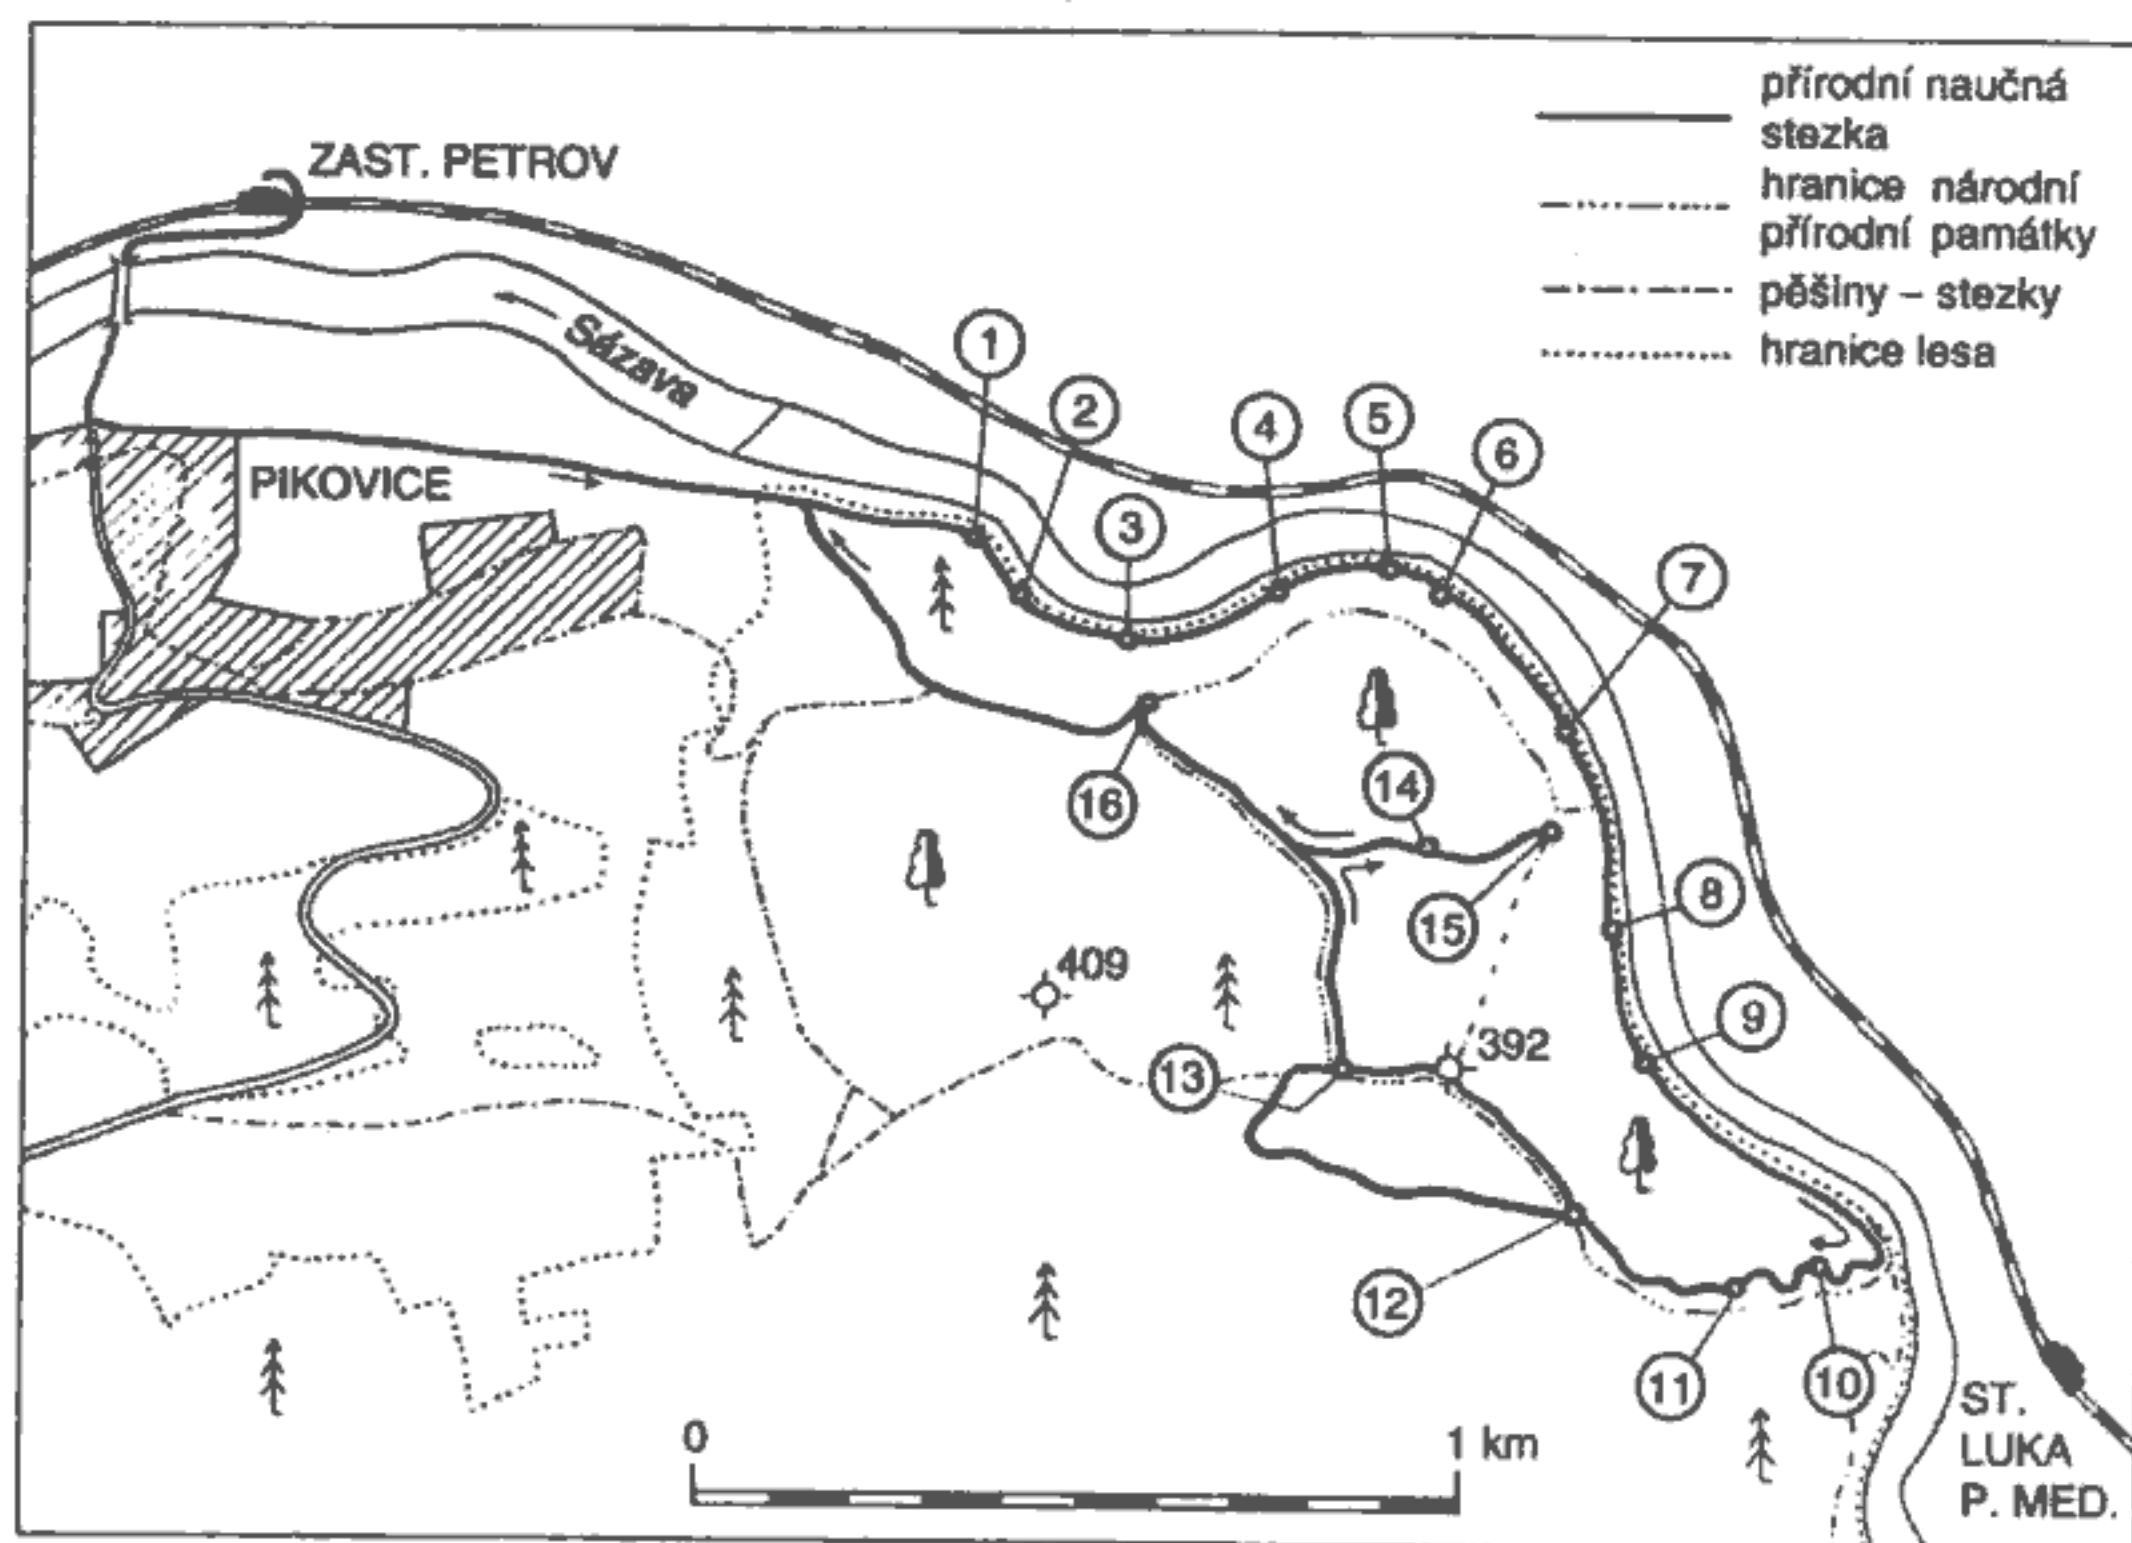 přírodní naučná
stezka
hranice národní
přírodní památky
pěšiny – stezky
hranice lesa
ZAST. PETROV
Sázava
PIKOVICE
1
2
3
4
5
6
7
8
9
10
11
12
13
14
15
16
409
392
0
1 km
ST.
LUKA
P. MED.